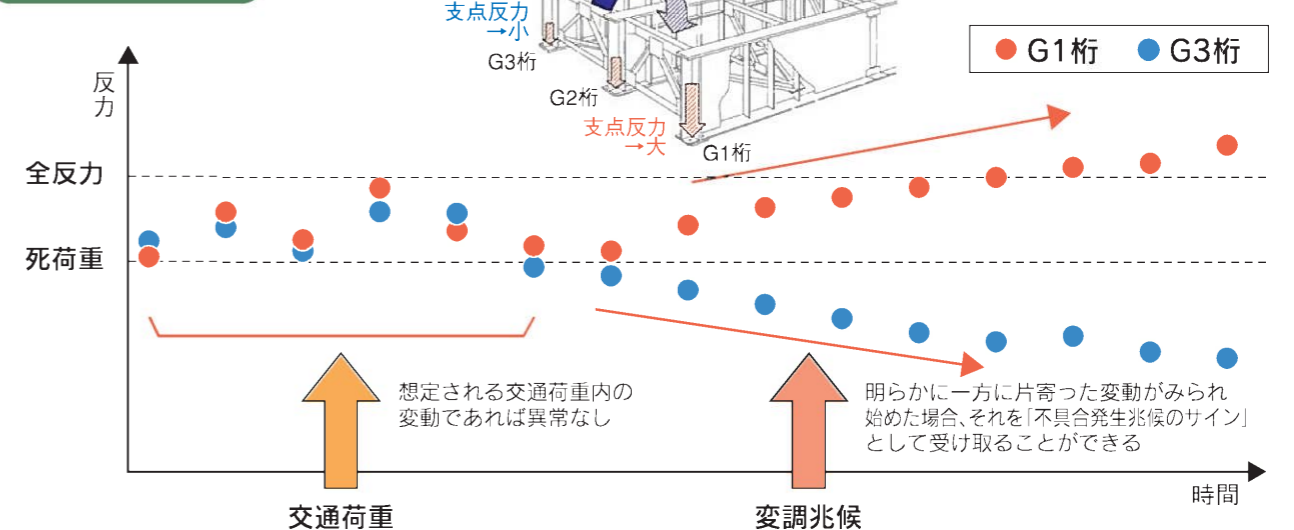 支点反力
→小
G3桁
G2桁
支点反力
→大
G1桁
G1桁
G3桁
反力
全反力
死荷重
想定される交通荷重内の
変動であれば異常なし
明らかに一方に片寄った変動がみられ
始めた場合、それを「不具合発生兆候のサイン」
として受け取ることができる
時間
交通荷重
変調兆候